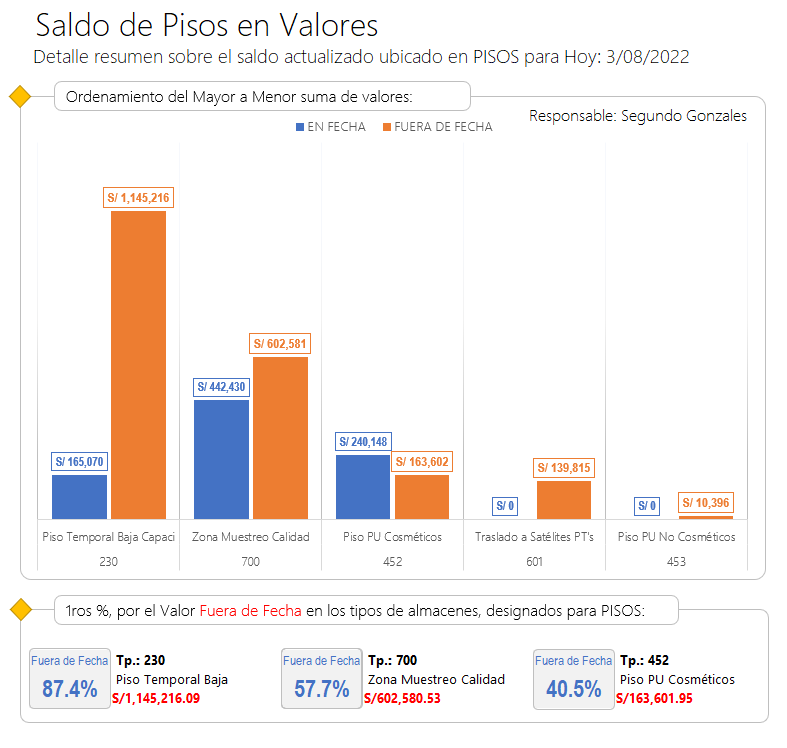 Saldo de Pisos en Valores
Detalle resumen sobre el saldo actualizado ubicado en PISOS para Hoy: 3/08/2022
Ordenamiento del Mayor a Menor suma de valores:
Responsable: Segundo Gonzales
EN FECHA FUERA DE FECHA
S/ 1,145,216
S/ 602,581
S/ 442,430
S/ 240,148
S/ 165,070
S/ 163,602
S/ 139,815
S/ 0
S/ 0
S/ 10,396
Piso Temporal Baja Capaci Zona Muestreo Calidad Piso PU Cosméticos Traslado a Satélites PT's Piso PU No Cosméticos
230 700 452 601 453
1ros %, por el Valor Fuera de Fecha en los tipos de almacenes, designados para PISOS:
Fuera de Fecha
87.4%
Tp.: 230
Piso Temporal Baja
S/1,145,216.09
Fuera de Fecha
57.7%
Tp.: 700
Zona Muestreo Calidad
S/602,580.53
Fuera de Fecha
40.5%
Tp.: 452
Piso PU Cosméticos
S/163,601.95